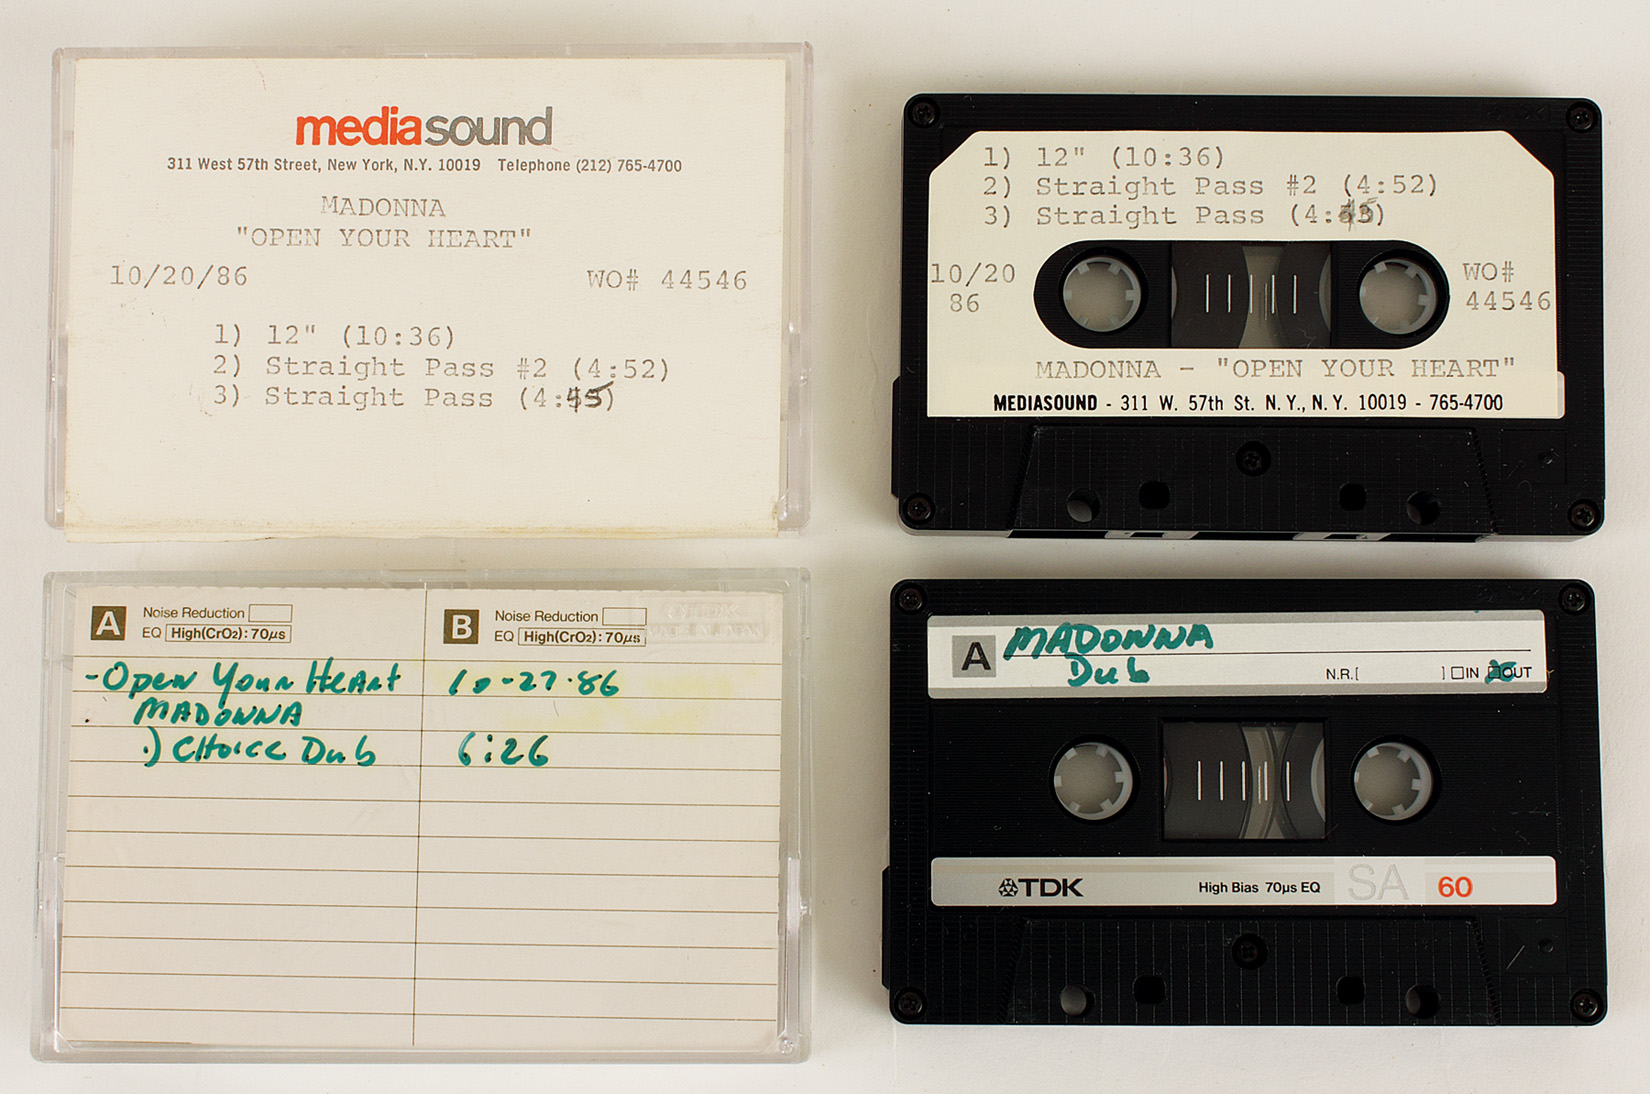 mediasound
311 West 57th Street, New York, N.Y. 10019 Telephone (212) 765-4700
MADONNA
"OPEN YOUR HEART"
10/20/86 WO# 44546
1) 12" (10:36)
2) Straight Pass #2 (4:52)
3) Straight Pass (4:45)
1) 12" (10:36)
2) Straight Pass #2 (4:52)
3) Straight Pass (4:45)
10/20 WO#
86 44546
MADONNA - "OPEN YOUR HEART"
MEDIASOUND - 311 W. 57th St. N.Y., N.Y. 10019 - 765-4700
A Noise Reduction
EQ High(CrO2): 70µs
B Noise Reduction
EQ High(CrO2): 70µs
-Open Your Heart 10-27-86
MADONNA
.) Choice Dub 6:26
A MADONNA
Dub N.R.[ ] IN OUT
TDK High Bias 70µs EQ SA 60